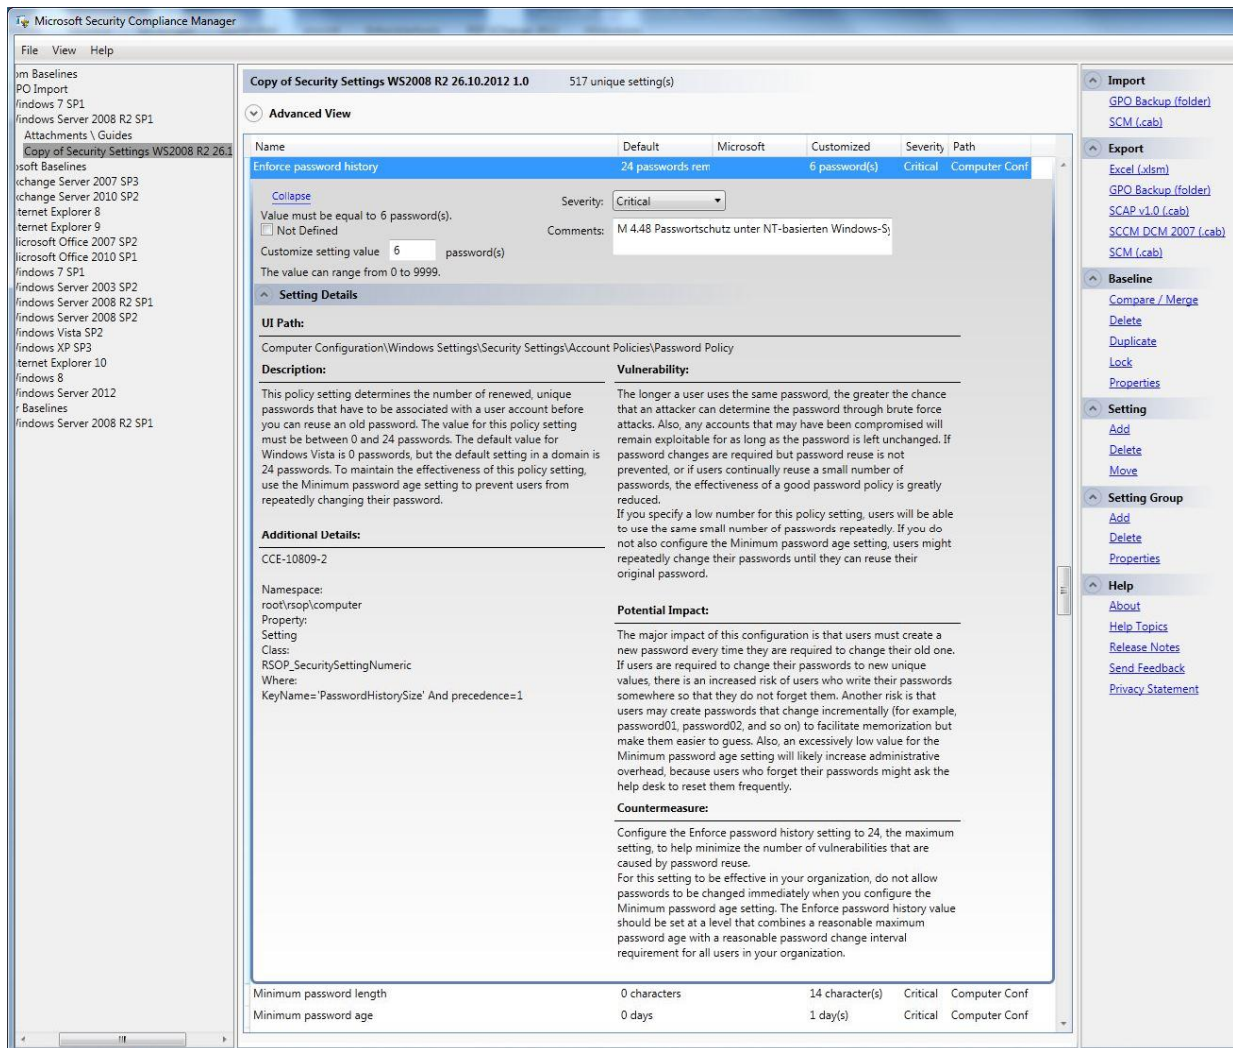 Microsoft Security Compliance Manager
File View Help
om Baselines
PO Import
indows 7 SP1
indows Server 2008 R2 SP1
Attachments \ Guides
Copy of Security Settings WS2008 R2 26.1
osoft Baselines
xchange Server 2007 SP3
xchange Server 2010 SP2
ternet Explorer 8
ternet Explorer 9
icrosoft Office 2007 SP2
icrosoft Office 2010 SP1
indows 7 SP1
indows Server 2003 SP2
indows Server 2008 R2 SP1
indows Server 2008 SP2
indows Vista SP2
indows XP SP3
ternet Explorer 10
indows 8
indows Server 2012
r Baselines
indows Server 2008 R2 SP1
Copy of Security Settings WS2008 R2 26.10.2012 1.0 517 unique setting(s)
Advanced View
Name Default Microsoft Customized Severity Path
Enforce password history 24 passwords rem 6 password(s) Critical Computer Conf
Collapse
Value must be equal to 6 password(s).
Not Defined
Customize setting value 6 password(s)
The value can range from 0 to 9999.
Severity: Critical
Comments: M 4.48 Passwortschutz unter NT-basierten Windows-Sy
Setting Details
UI Path:
Computer Configuration\Windows Settings\Security Settings\Account Policies\Password Policy
Description:
This policy setting determines the number of renewed, unique
passwords that have to be associated with a user account before
you can reuse an old password. The value for this policy setting
must be between 0 and 24 passwords. The default value for
Windows Vista is 0 passwords, but the default setting in a domain is
24 passwords. To maintain the effectiveness of this policy setting,
use the Minimum password age setting to prevent users from
repeatedly changing their password.
Additional Details:
CCE-10809-2
Namespace:
root\rsop\computer
Property:
Setting
Class:
RSOP_SecuritySettingNumeric
Where:
KeyName='PasswordHistorySize' And precedence=1
Vulnerability:
The longer a user uses the same password, the greater the chance
that an attacker can determine the password through brute force
attacks. Also, any accounts that may have been compromised will
remain exploitable for as long as the password is left unchanged. If
password changes are required but password reuse is not
prevented, or if users continually reuse a small number of
passwords, the effectiveness of a good password policy is greatly
reduced.
If you specify a low number for this policy setting, users will be able
to use the same small number of passwords repeatedly. If you do
not also configure the Minimum password age setting, users might
repeatedly change their passwords until they can reuse their
original password.
Potential Impact:
The major impact of this configuration is that users must create a
new password every time they are required to change their old one.
If users are required to change their passwords to new unique
values, there is an increased risk of users who write their passwords
somewhere so that they do not forget them. Another risk is that
users may create passwords that change incrementally (for example,
password01, password02, and so on) to facilitate memorization but
make them easier to guess. Also, an excessively low value for the
Minimum password age setting will likely increase administrative
overhead, because users who forget their passwords might ask the
help desk to reset them frequently.
Countermeasure:
Configure the Enforce password history setting to 24, the maximum
setting, to help minimize the number of vulnerabilities that are
caused by password reuse.
For this setting to be effective in your organization, do not allow
passwords to be changed immediately when you configure the
Minimum password age setting. The Enforce password history value
should be set at a level that combines a reasonable maximum
password age with a reasonable password change interval
requirement for all users in your organization.
Minimum password length 0 characters 14 character(s) Critical Computer Conf
Minimum password age 0 days 1 day(s) Critical Computer Conf
Import
GPO Backup (folder)
SCM (.cab)
Export
Excel (.xlsm)
GPO Backup (folder)
SCAP v1.0 (.cab)
SCCM DCM 2007 (.cab)
SCM (.cab)
Baseline
Compare / Merge
Delete
Duplicate
Lock
Properties
Setting
Add
Delete
Move
Setting Group
Add
Delete
Properties
Help
About
Help Topics
Release Notes
Send Feedback
Privacy Statement